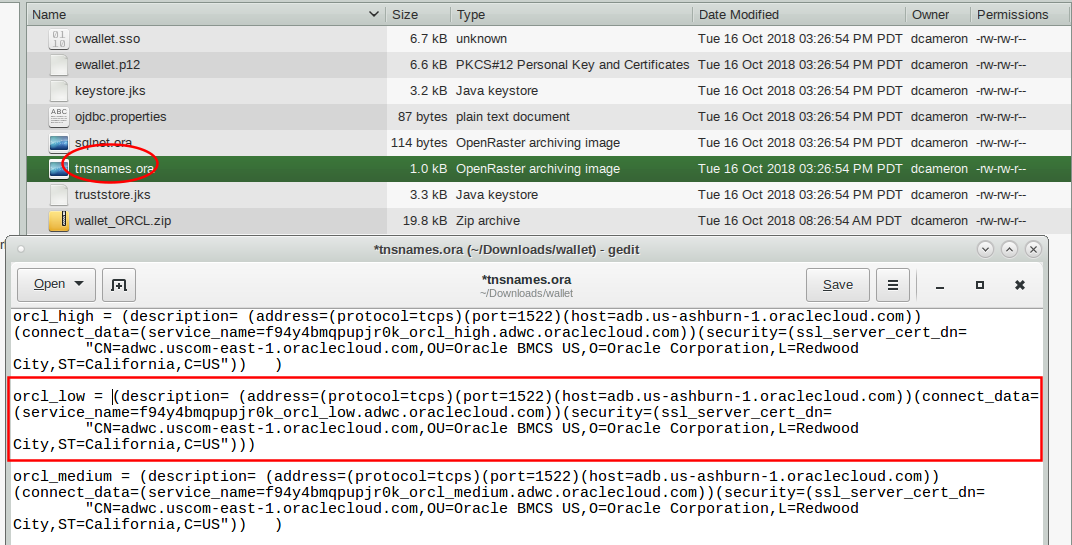 Name Size Type Date Modified Owner Permissions
cwallet.sso 6.7 kB unknown Tue 16 Oct 2018 03:26:54 PM PDT dcameron -rw-rw-r--
ewallet.p12 6.6 kB PKCS#12 Personal Key and Certificates Tue 16 Oct 2018 03:26:54 PM PDT dcameron -rw-rw-r--
keystore.jks 3.2 kB Java keystore Tue 16 Oct 2018 03:26:54 PM PDT dcameron -rw-rw-r--
ojdbc.properties 87 bytes plain text document Tue 16 Oct 2018 03:26:54 PM PDT dcameron -rw-rw-r--
sqlnet.ora 114 bytes OpenRaster archiving image Tue 16 Oct 2018 03:26:54 PM PDT dcameron -rw-rw-r--
tnsnames.ora 1.0 kB OpenRaster archiving image Tue 16 Oct 2018 03:26:54 PM PDT dcameron -rw-rw-r--
truststore.jks 3.3 kB Java keystore Tue 16 Oct 2018 03:26:54 PM PDT dcameron -rw-rw-r--
wallet_ORCL.zip 19.8 kB Zip archive Tue 16 Oct 2018 08:26:54 AM PDT dcameron -rw-rw-r--
*tnsnames.ora (~/Downloads/wallet) - gedit
Open *tnsnames.ora Save
~/Downloads/wallet
orcl_high = (description= (address=(protocol=tcps)(port=1522)(host=adb.us-ashburn-1.oraclecloud.com))
(connect_data=(service_name=f94y4bmqpupjr0k_orcl_high.adwc.oraclecloud.com))(security=(ssl_server_cert_dn=
"CN=adwc.uscom-east-1.oraclecloud.com,OU=Oracle BMCS US,O=Oracle Corporation,L=Redwood
City,ST=California,C=US")) )
orcl_low = (description= (address=(protocol=tcps)(port=1522)(host=adb.us-ashburn-1.oraclecloud.com))(connect_data=
(service_name=f94y4bmqpupjr0k_orcl_low.adwc.oraclecloud.com))(security=(ssl_server_cert_dn=
"CN=adwc.uscom-east-1.oraclecloud.com,OU=Oracle BMCS US,O=Oracle Corporation,L=Redwood
City,ST=California,C=US")))
orcl_medium = (description= (address=(protocol=tcps)(port=1522)(host=adb.us-ashburn-1.oraclecloud.com))
(connect_data=(service_name=f94y4bmqpupjr0k_orcl_medium.adwc.oraclecloud.com))(security=(ssl_server_cert_dn=
"CN=adwc.uscom-east-1.oraclecloud.com,OU=Oracle BMCS US,O=Oracle Corporation,L=Redwood
City,ST=California,C=US")) )